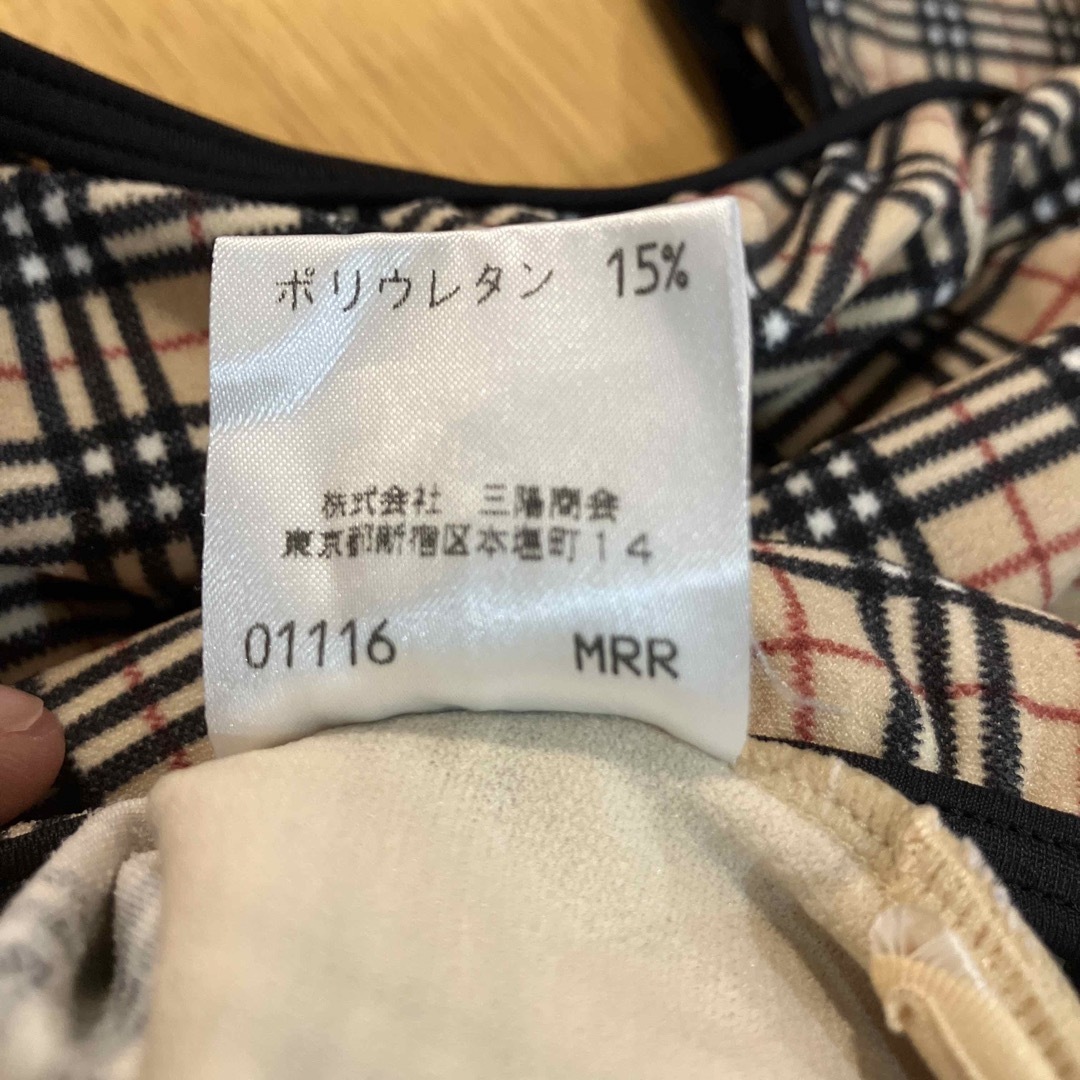 ポリウレタン 15%
株式会社 三陽商会
東京都新宿区本塩町14
01116 MRR